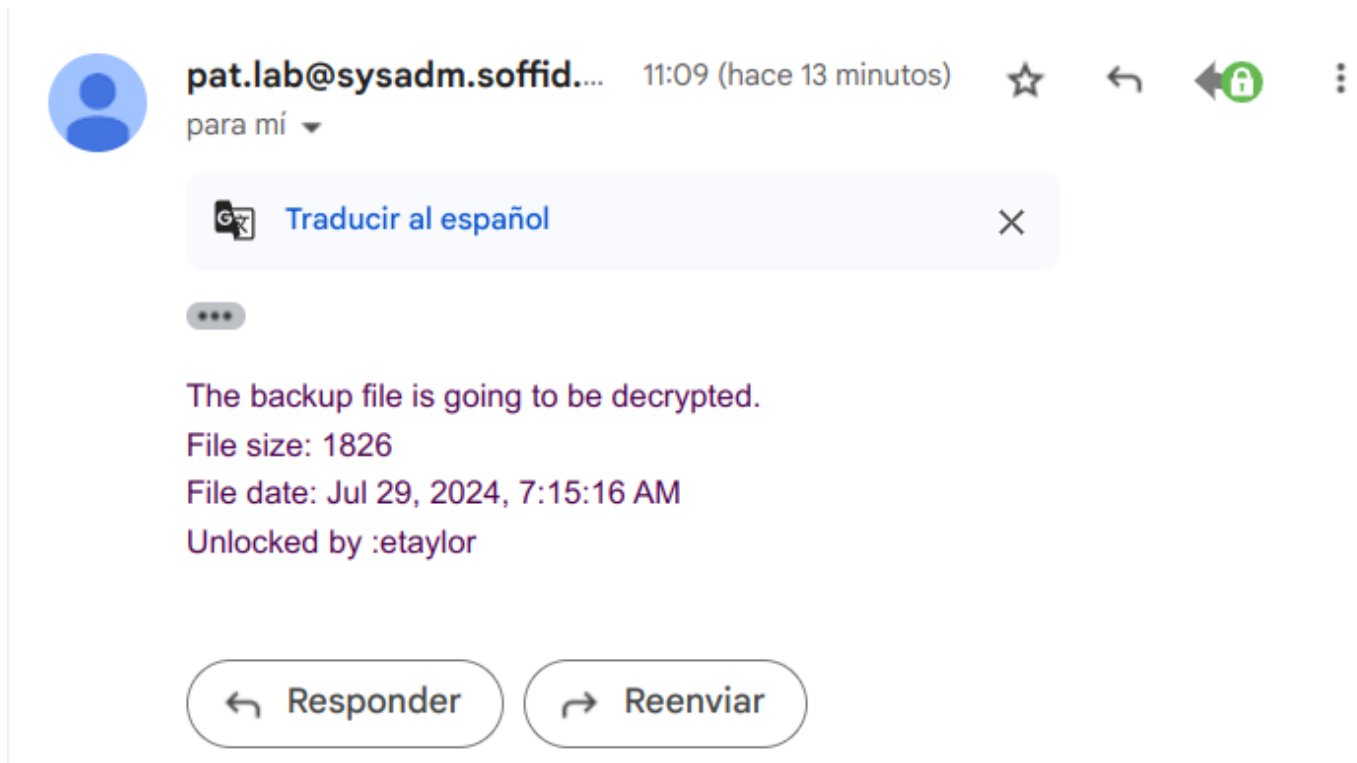 pat.lab@sysadm.soffid.... 11:09 (hace 13 minutos)
para mí
Traducir al español
The backup file is going to be decrypted.
File size: 1826
File date: Jul 29, 2024, 7:15:16 AM
Unlocked by :etaylor
Responder
Reenviar